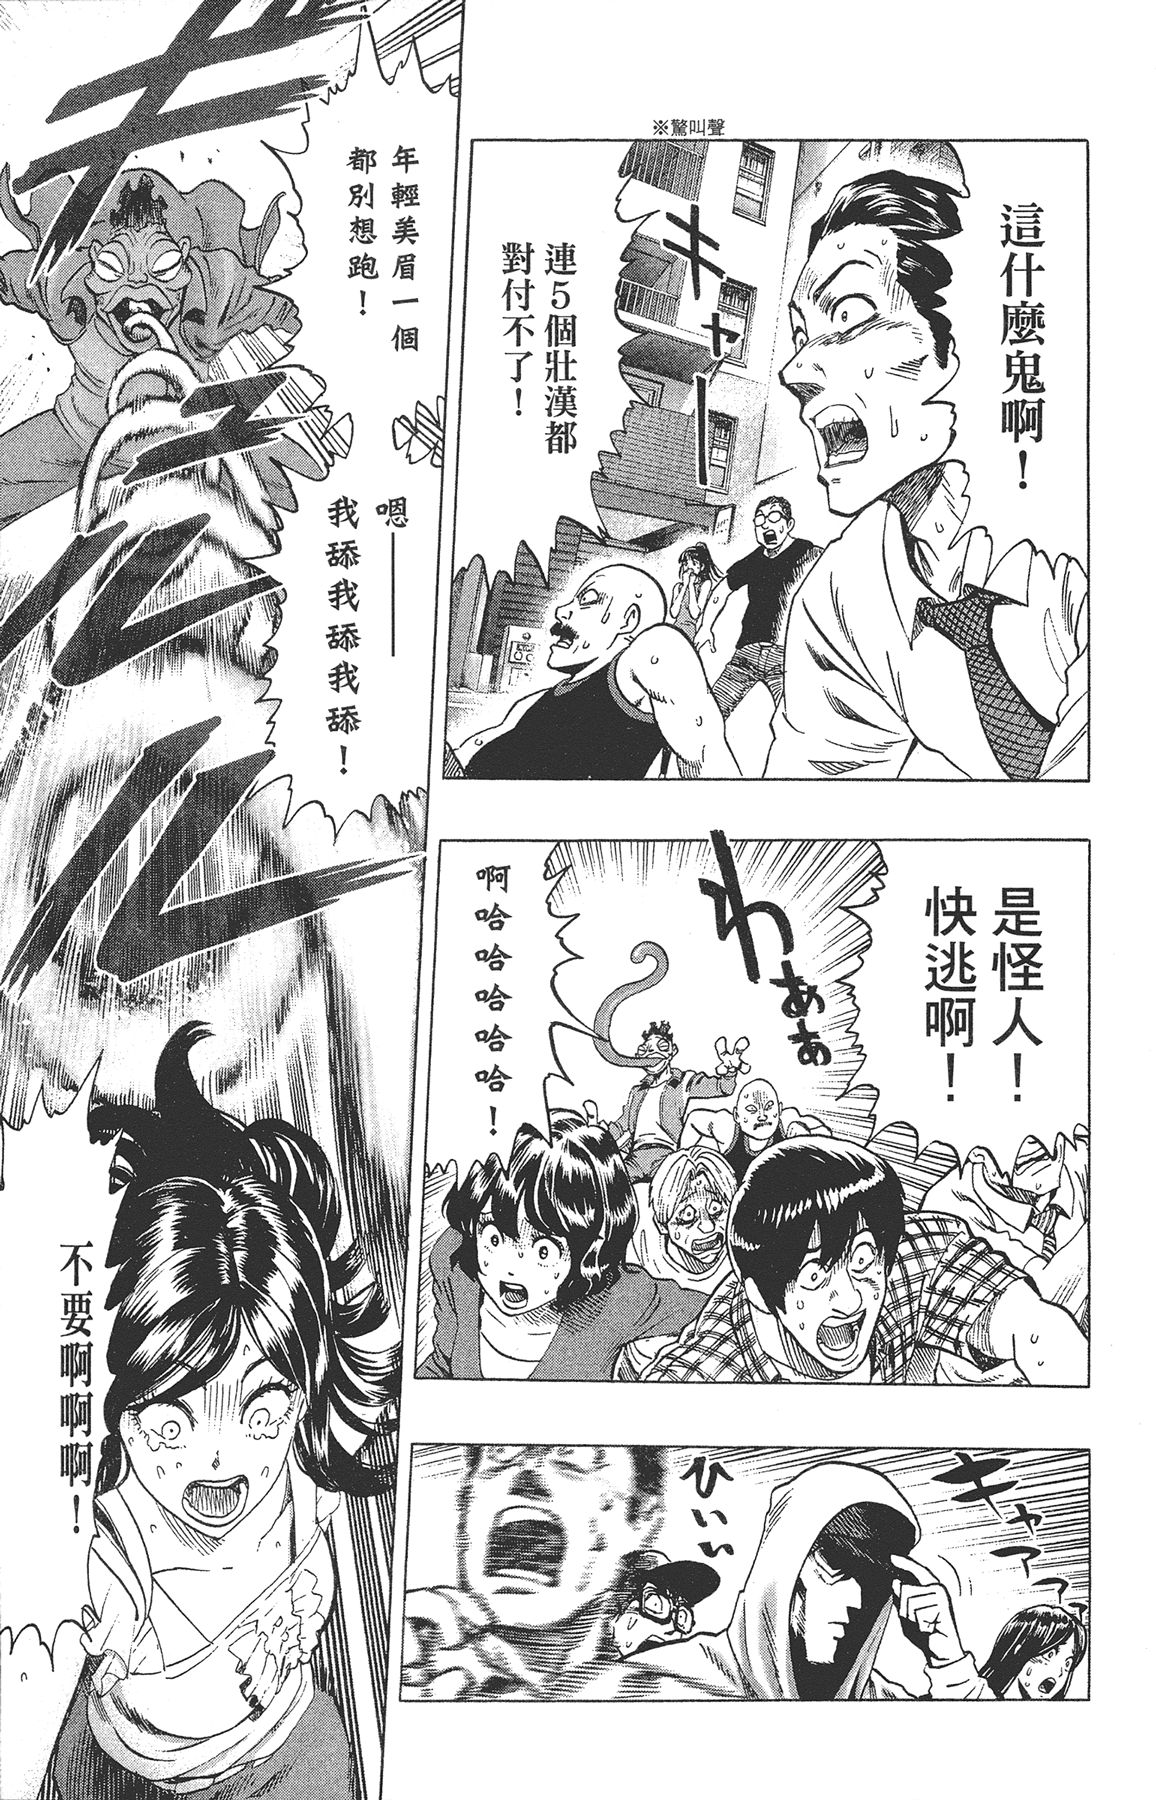 ※驚叫聲
這什麼鬼啊！
連5個壯漢都
對付不了！
キャー
是怪人！
快逃啊！
わあぁぁ
啊哈哈哈哈哈！
キャァァ
ひいい
年輕美眉一個
都別想跑！
嗯——
我舔我舔我舔！
不要啊啊啊！